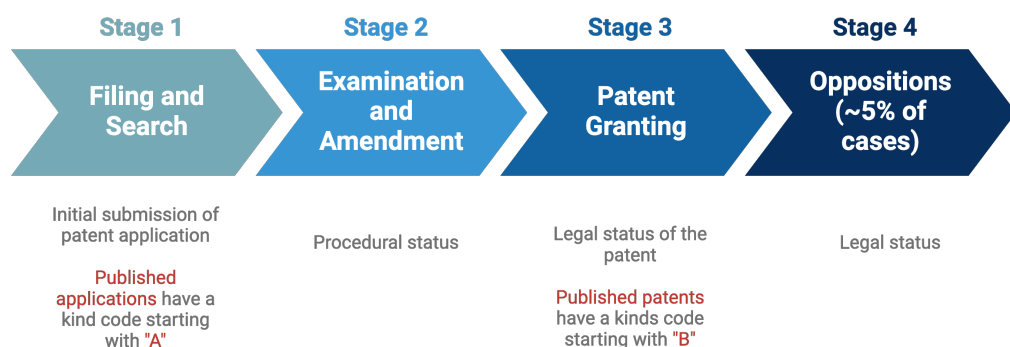 Stage 1
Stage 2
Stage 3
Stage 4
Filing and
Search
Examination
and
Amendment
Patent
Granting
Oppositions
(~5% of
cases)
Initial submission of
patent application
Published
applications have a
kind code starting
with "A"
Procedural status
Legal status of the
patent
Published patents
have a kinds code
starting with "B"
Legal status